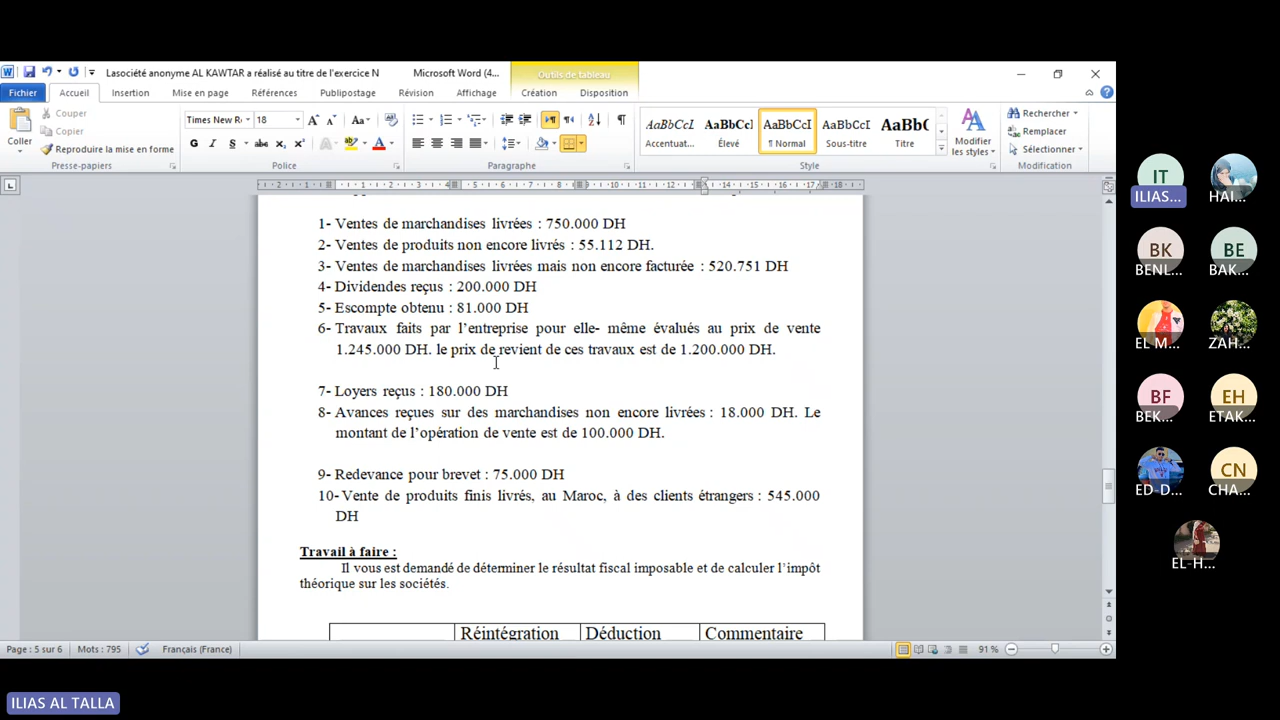 Lasociété anonyme AL KAWTAR a réalisé au titre de l'exercice N
Microsoft Word (4...
Outils de tableau
Fichier
Accueil
Insertion
Mise en page
Références
Publipostage
Révision
Affichage
Création
Disposition
Coller
Couper
Copier
Reproduire la mise en forme
Presse-papiers
Times New R
18
Police
Paragraphe
AaBbCcL
Accentuat...
AaBbCcl
Élevé
AaBbCcI
¶ Normal
AaBbCcI
Sous-titre
AaBb(
Titre
Style
Modifier les styles
Rechercher
Remplacer
Sélectionner
Modification
1- Ventes de marchandises livrées : 750.000 DH
2- Ventes de produits non encore livrés : 55.112 DH.
3- Ventes de marchandises livrées mais non encore facturée : 520.751 DH
4- Dividendes reçus : 200.000 DH
5- Escompte obtenu : 81.000 DH
6- Travaux faits par l'entreprise pour elle- même évalués au prix de vente
1.245.000 DH. le prix de revient de ces travaux est de 1.200.000 DH.
7- Loyers reçus : 180.000 DH
8- Avances reçues sur des marchandises non encore livrées : 18.000 DH. Le
montant de l'opération de vente est de 100.000 DH.
9- Redevance pour brevet : 75.000 DH
10- Vente de produits finis livrés, au Maroc, à des clients étrangers : 545.000
DH
Travail à faire :
Il vous est demandé de déterminer le résultat fiscal imposable et de calculer l'impôt
théorique sur les sociétés.
Réintégration Déduction Commentaire
Page : 5 sur 6
Mots : 795
Français (France)
91 %
IT
ILIAS...
HAI...
BK
BENL...
BE
BAK...
EL M...
ZAH...
BF
BEK...
EH
ETAK...
ED-D...
CN
CHA...
EL-H...
ILIAS AL TALLA